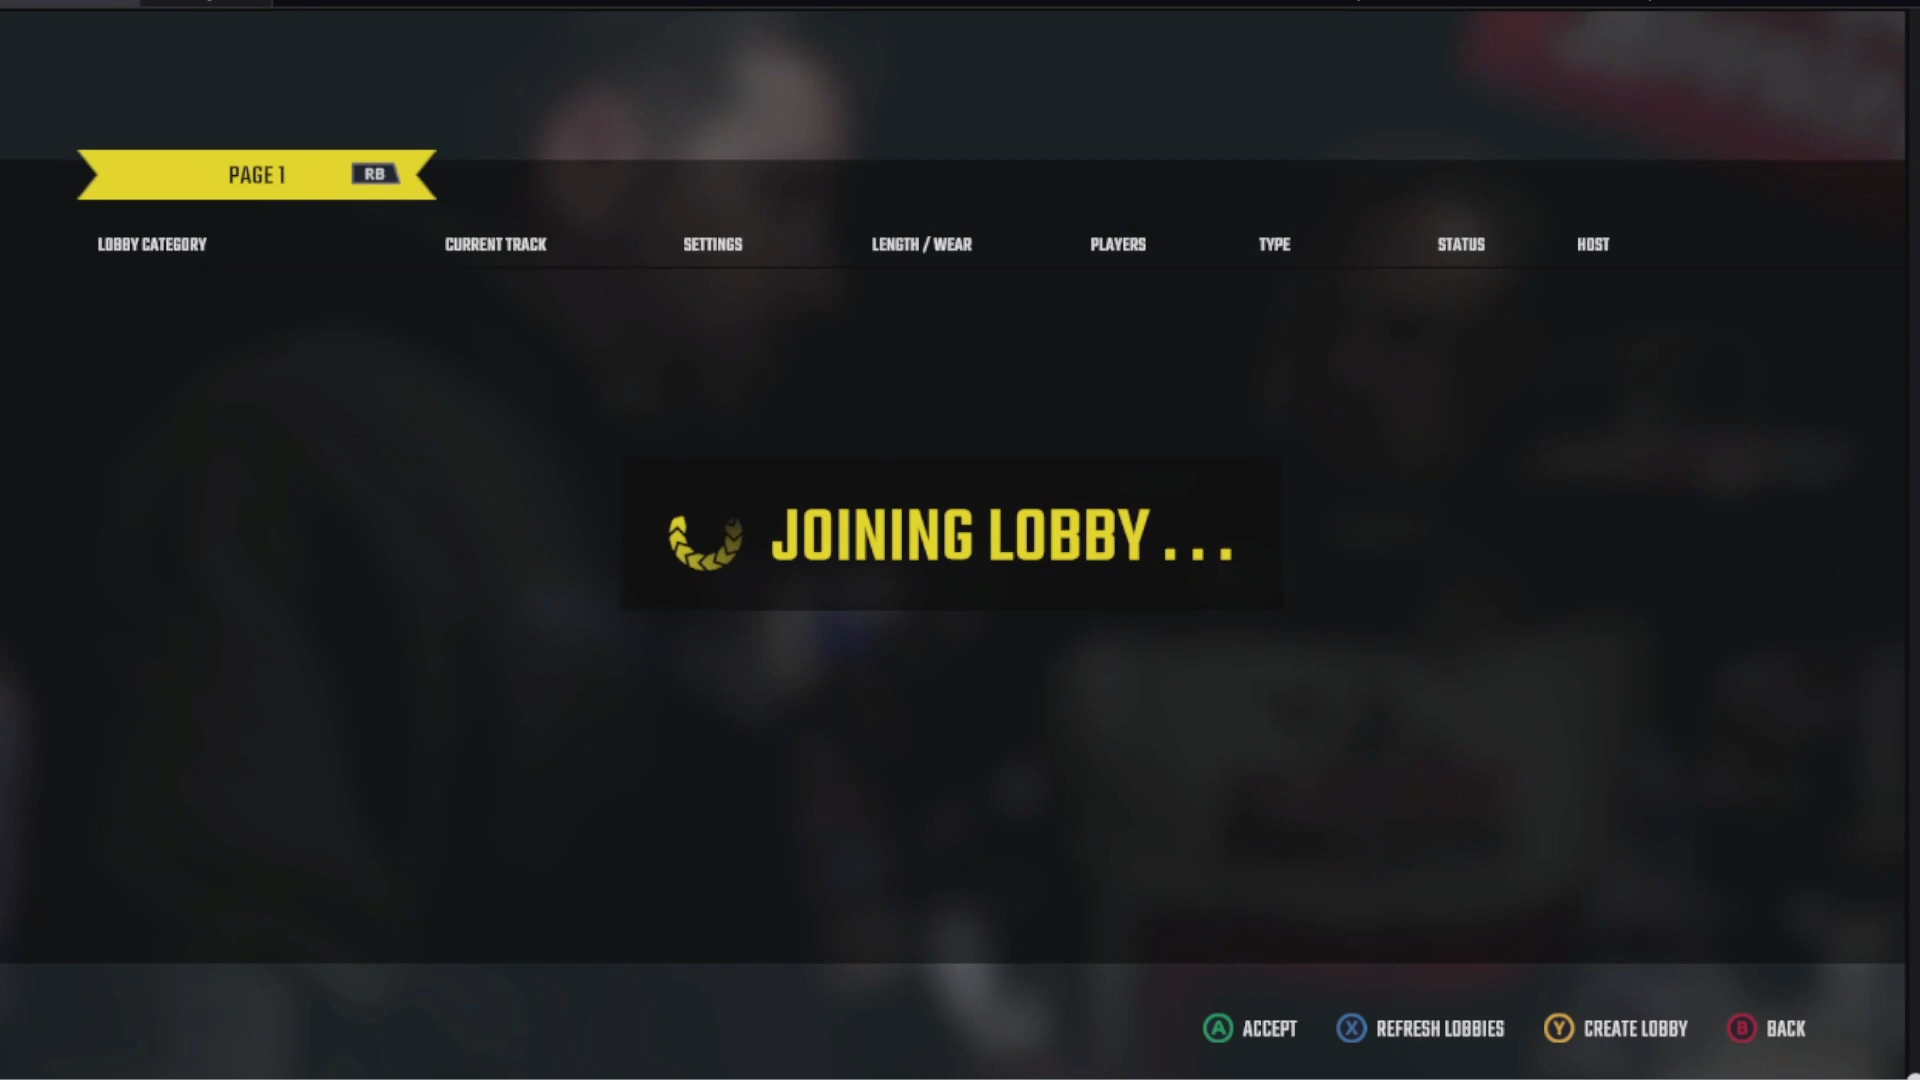 PAGE 1 RB
LOBBY CATEGORY CURRENT TRACK SETTINGS LENGTH / WEAR PLAYERS TYPE STATUS HOST
JOINING LOBBY...
A ACCEPT X REFRESH LOBBIES Y CREATE LOBBY B BACK